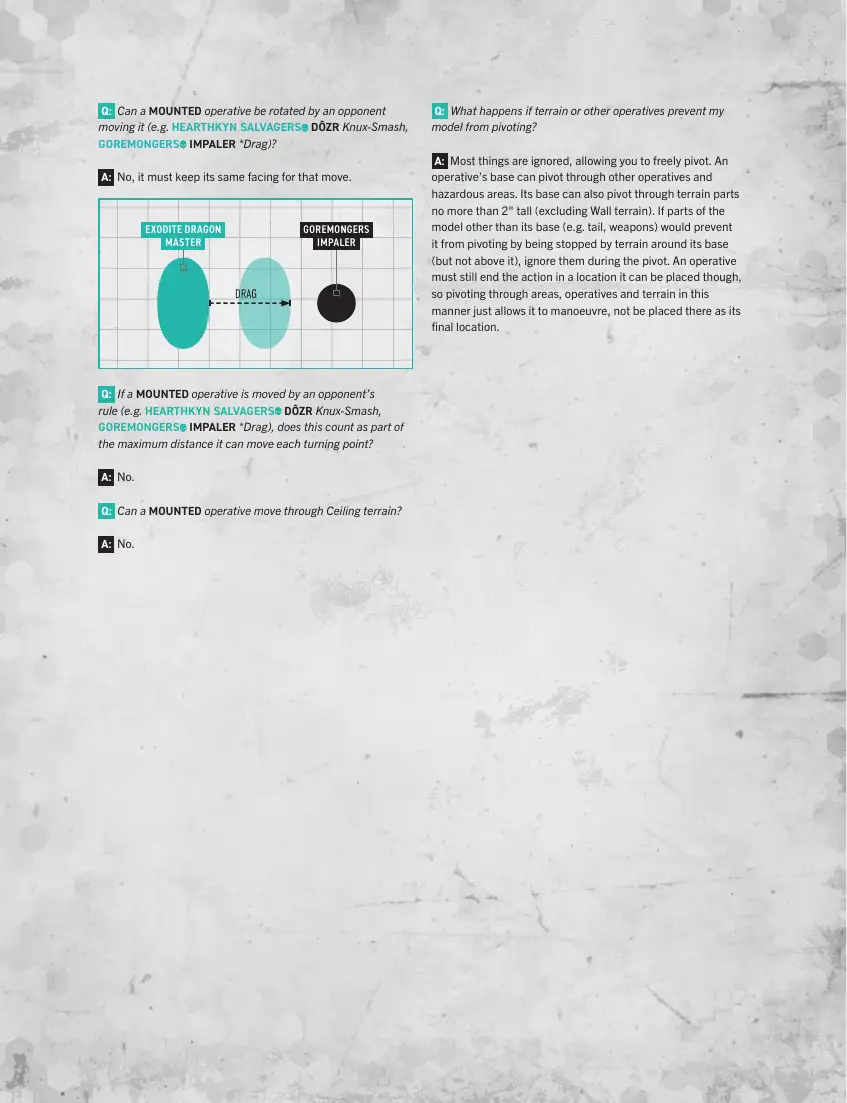 Q: Can a MOUNTED operative be rotated by an opponent
moving it (e.g. HEARTHKYN SALVAGERS DÔZR Knux-Smash,
GOREMONGERS IMPALER *Drag)?
A: No, it must keep its same facing for that move.
EXODITE DRAGON
MASTER
GOREMONGERS
IMPALER
DRAG
Q: If a MOUNTED operative is moved by an opponent's
rule (e.g. HEARTHKYN SALVAGERS DÔZR Knux-Smash,
GOREMONGERS IMPALER *Drag), does this count as part of
the maximum distance it can move each turning point?
A: No.
Q: Can a MOUNTED operative move through Ceiling terrain?
A: No.
Q: What happens if terrain or other operatives prevent my
model from pivoting?
A: Most things are ignored, allowing you to freely pivot. An
operative's base can pivot through other operatives and
hazardous areas. Its base can also pivot through terrain parts
no more than 2" tall (excluding Wall terrain). If parts of the
model other than its base (e.g. tail, weapons) would prevent
it from pivoting by being stopped by terrain around its base
(but not above it), ignore them during the pivot. An operative
must still end the action in a location it can be placed though,
so pivoting through areas, operatives and terrain in this
manner just allows it to manoeuvre, not be placed there as its
final location.